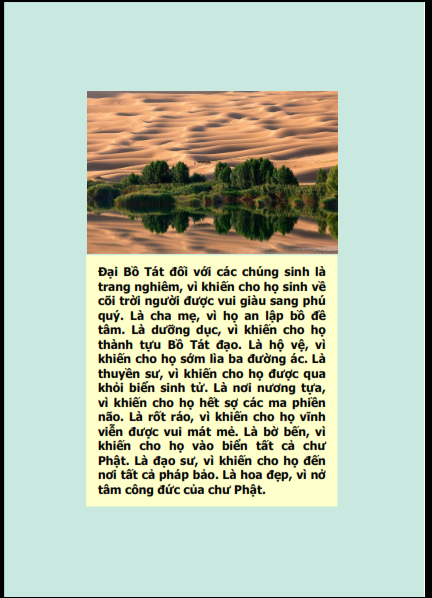 Đại Bồ Tát đối với các chúng sinh là
trang nghiêm, vì khiến cho họ sinh về
cõi trời người được vui giàu sang phú
quý. Là cha mẹ, vì họ an lập bồ đề
tâm. Là dưỡng dục, vì khiến cho họ
thành tựu Bồ Tát đạo. Là hộ vệ, vì
khiến cho họ sớm lìa ba đường ác. Là
thuyền sư, vì khiến cho họ được qua
khỏi biển sinh tử. Là nơi nương tựa,
vì khiến cho họ hết sợ các ma phiền
não. Là rốt ráo, vì khiến cho họ vĩnh
viễn được vui mát mẻ. Là bờ bến, vì
khiến cho họ vào biển tất cả chư
Phật. Là đạo sư, vì khiến cho họ đến
nơi tất cả pháp bảo. Là hoa đẹp, vì nở
tâm công đức của chư Phật.